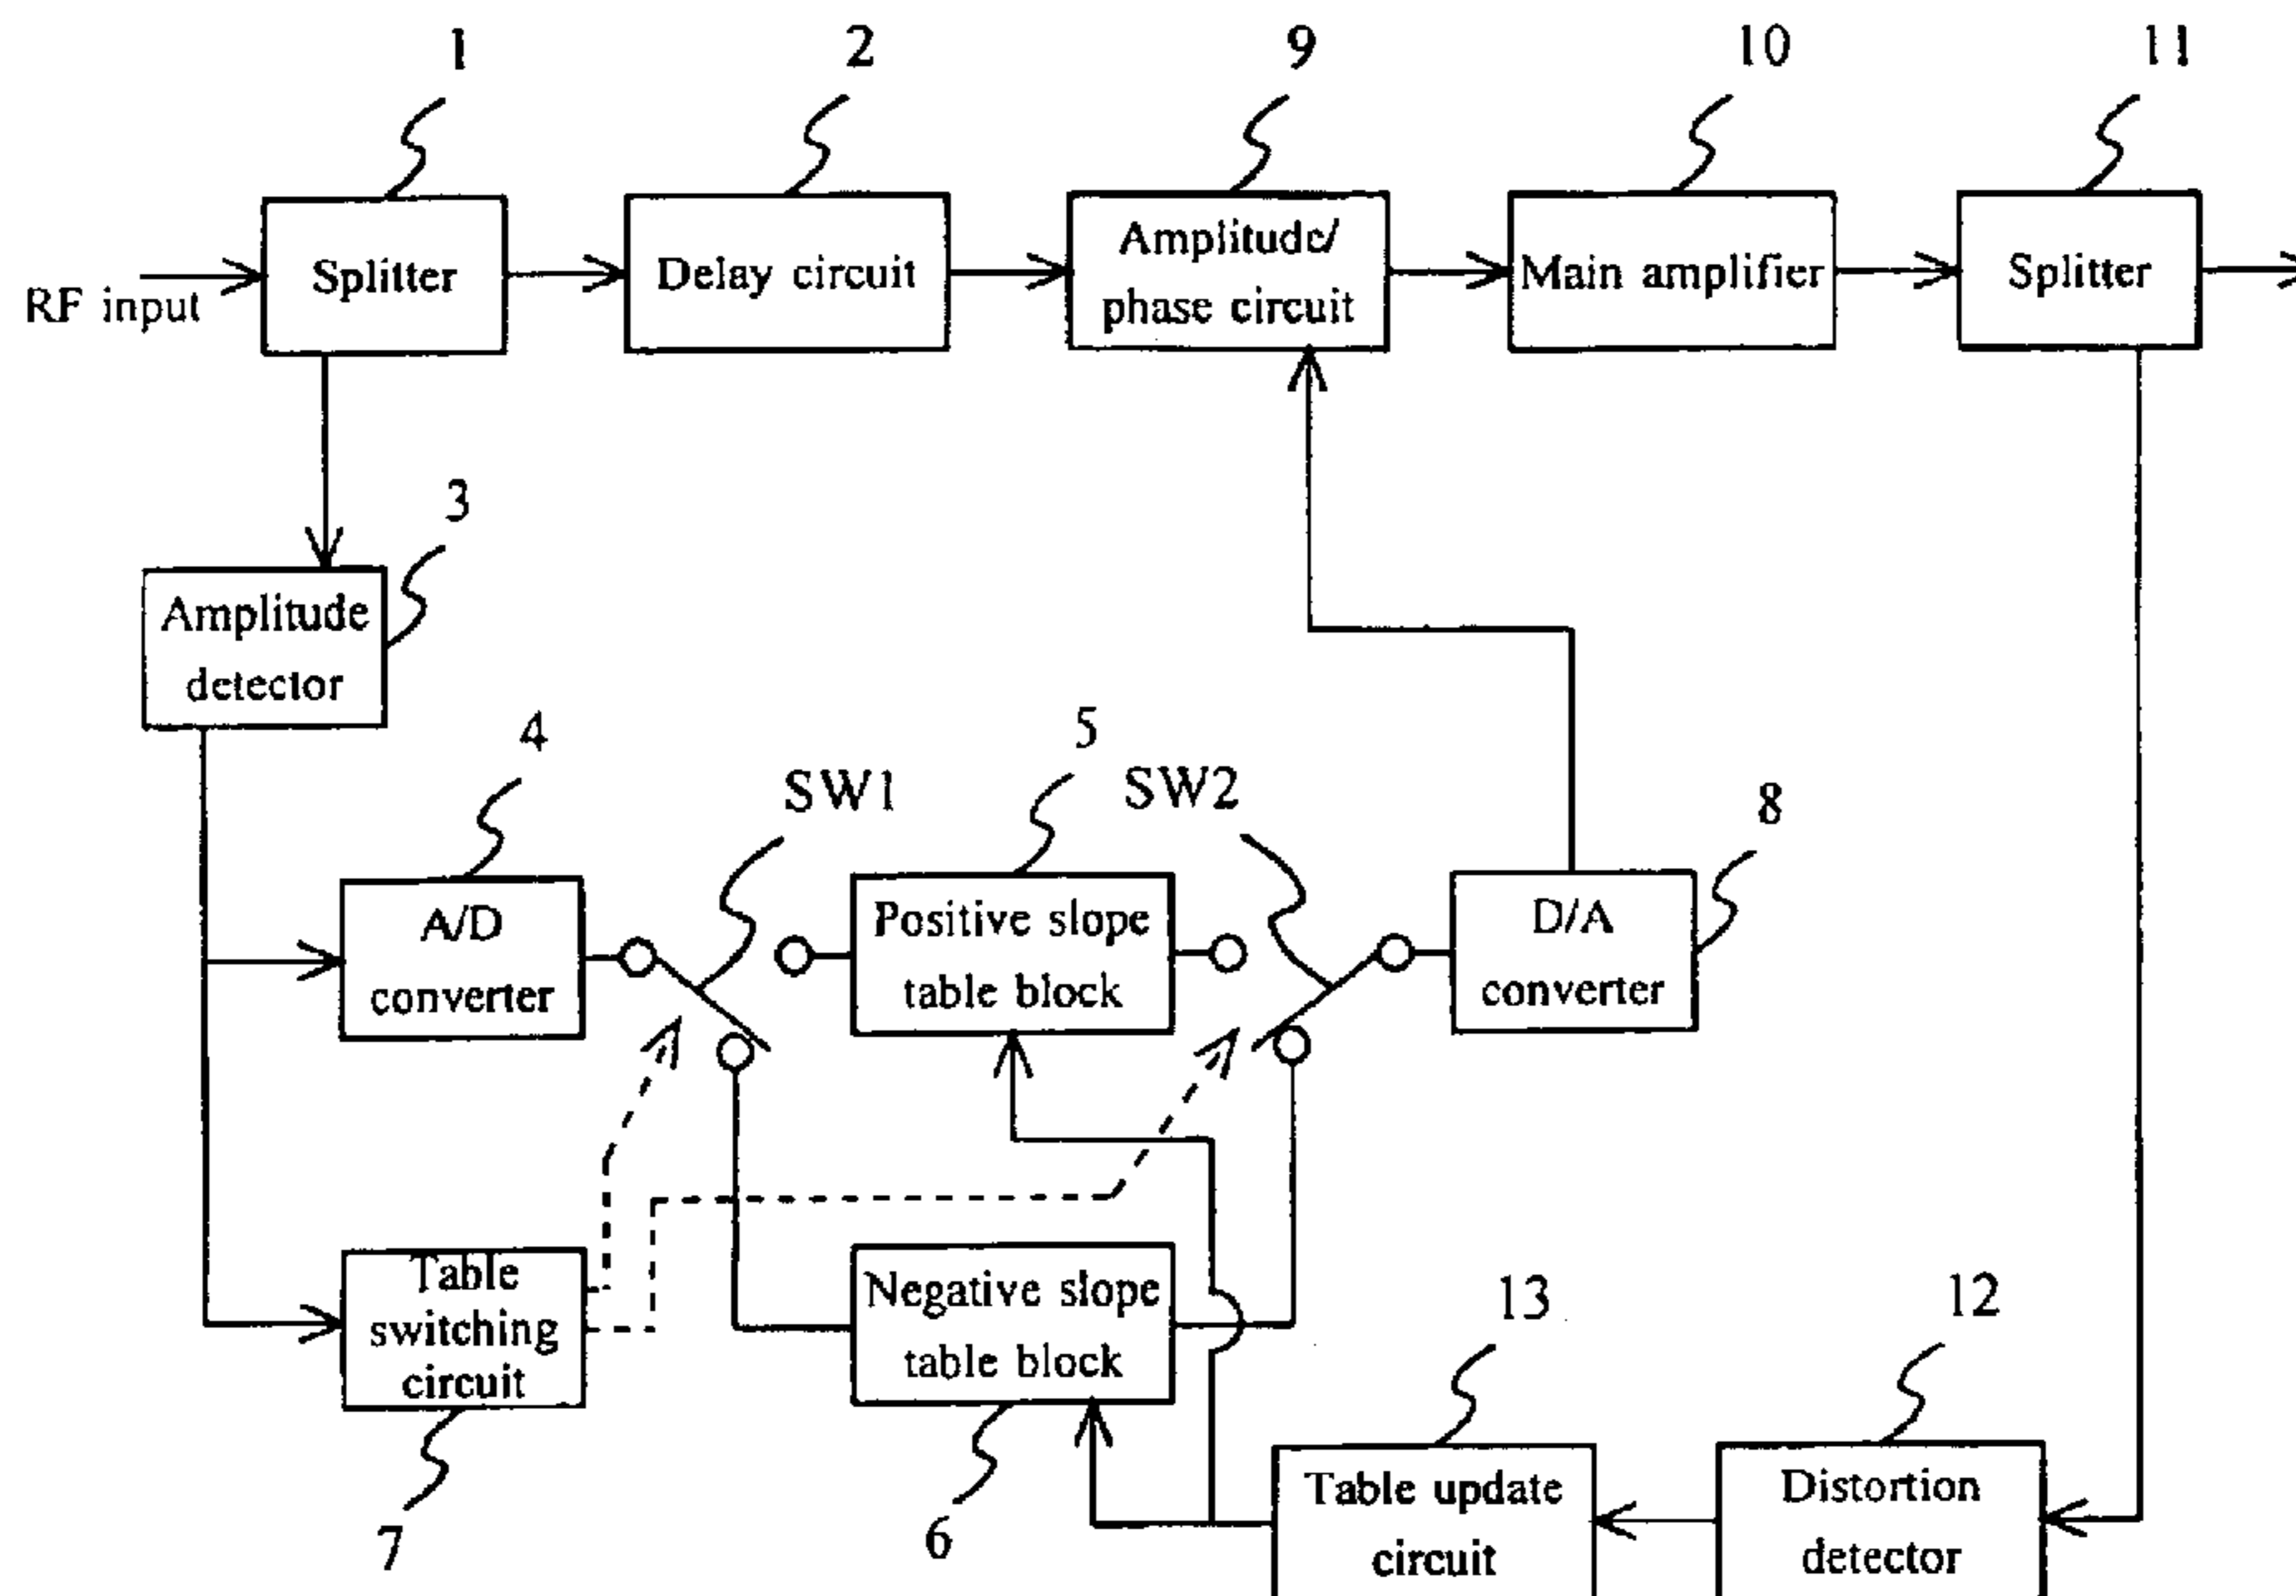 1
2
9
10
11
RF input
Splitter
Delay circuit
Amplitude/
phase circuit
Main amplifier
Splitter
3
Amplitude
detector
4
SW1
5
SW2
8
A/D
converter
Positive slope
table block
D/A
converter
Table
switching
circuit
7
Negative slope
table block
6
13
Table update
circuit
12
Distortion
detector